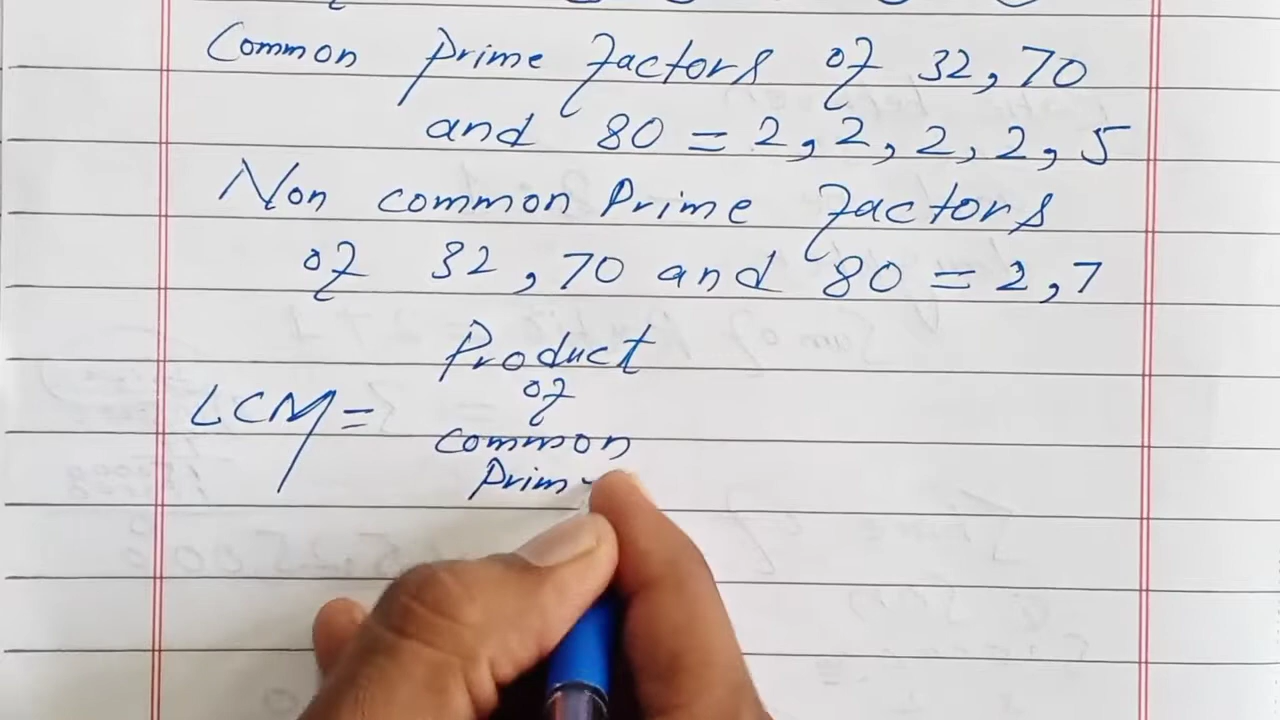 Common Prime factors of 32, 70
and 80 = 2, 2, 2, 2, 5
Non common Prime factors
of 32, 70 and 80 = 2, 7
Product
of
LCM =
common
Prim